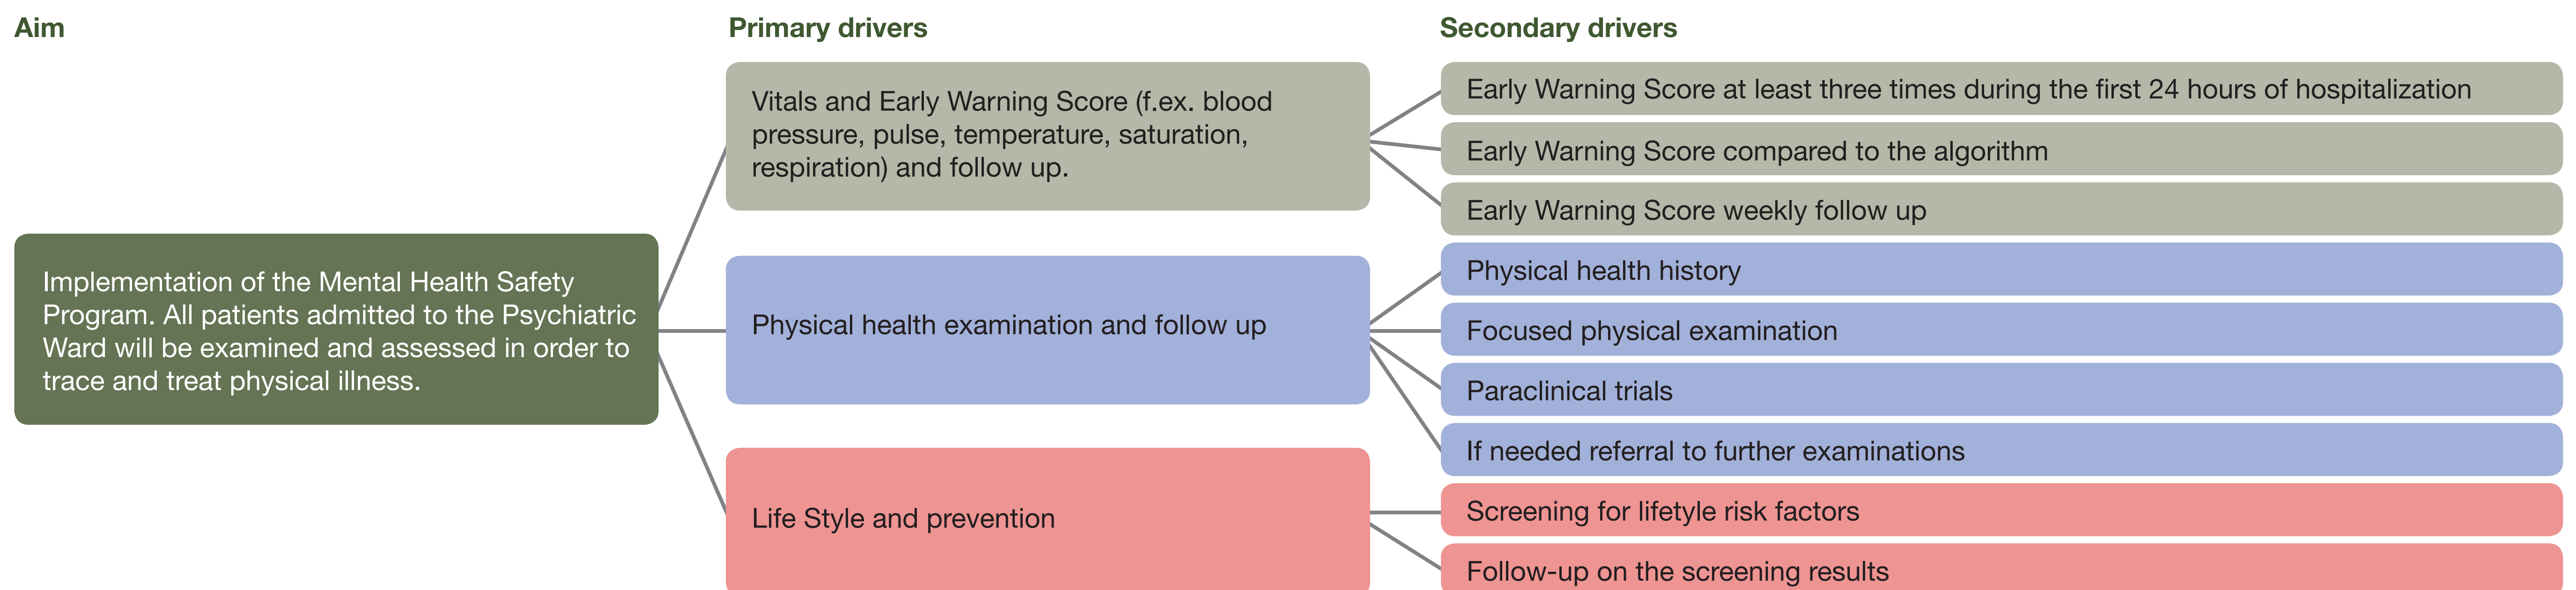 Aim
Primary drivers
Secondary drivers
Implementation of the Mental Health Safety
Program. All patients admitted to the Psychiatric
Ward will be examined and assessed in order to
trace and treat physical illness.
Vitals and Early Warning Score (f.ex. blood
pressure, pulse, temperature, saturation,
respiration) and follow up.
Physical health examination and follow up
Life Style and prevention
Early Warning Score at least three times during the first 24 hours of hospitalization
Early Warning Score compared to the algorithm
Early Warning Score weekly follow up
Physical health history
Focused physical examination
Paraclinical trials
If needed referral to further examinations
Screening for lifetyle risk factors
Follow-up on the screening results